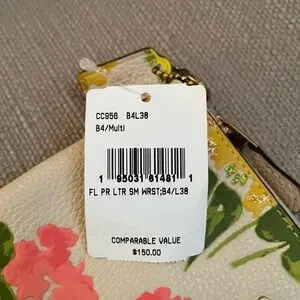 CC956 B4L38
B4/Multi
1 95031 61481 1
FL PR LTR SM WRST;B4/L38
COMPARABLE VALUE
$150.00